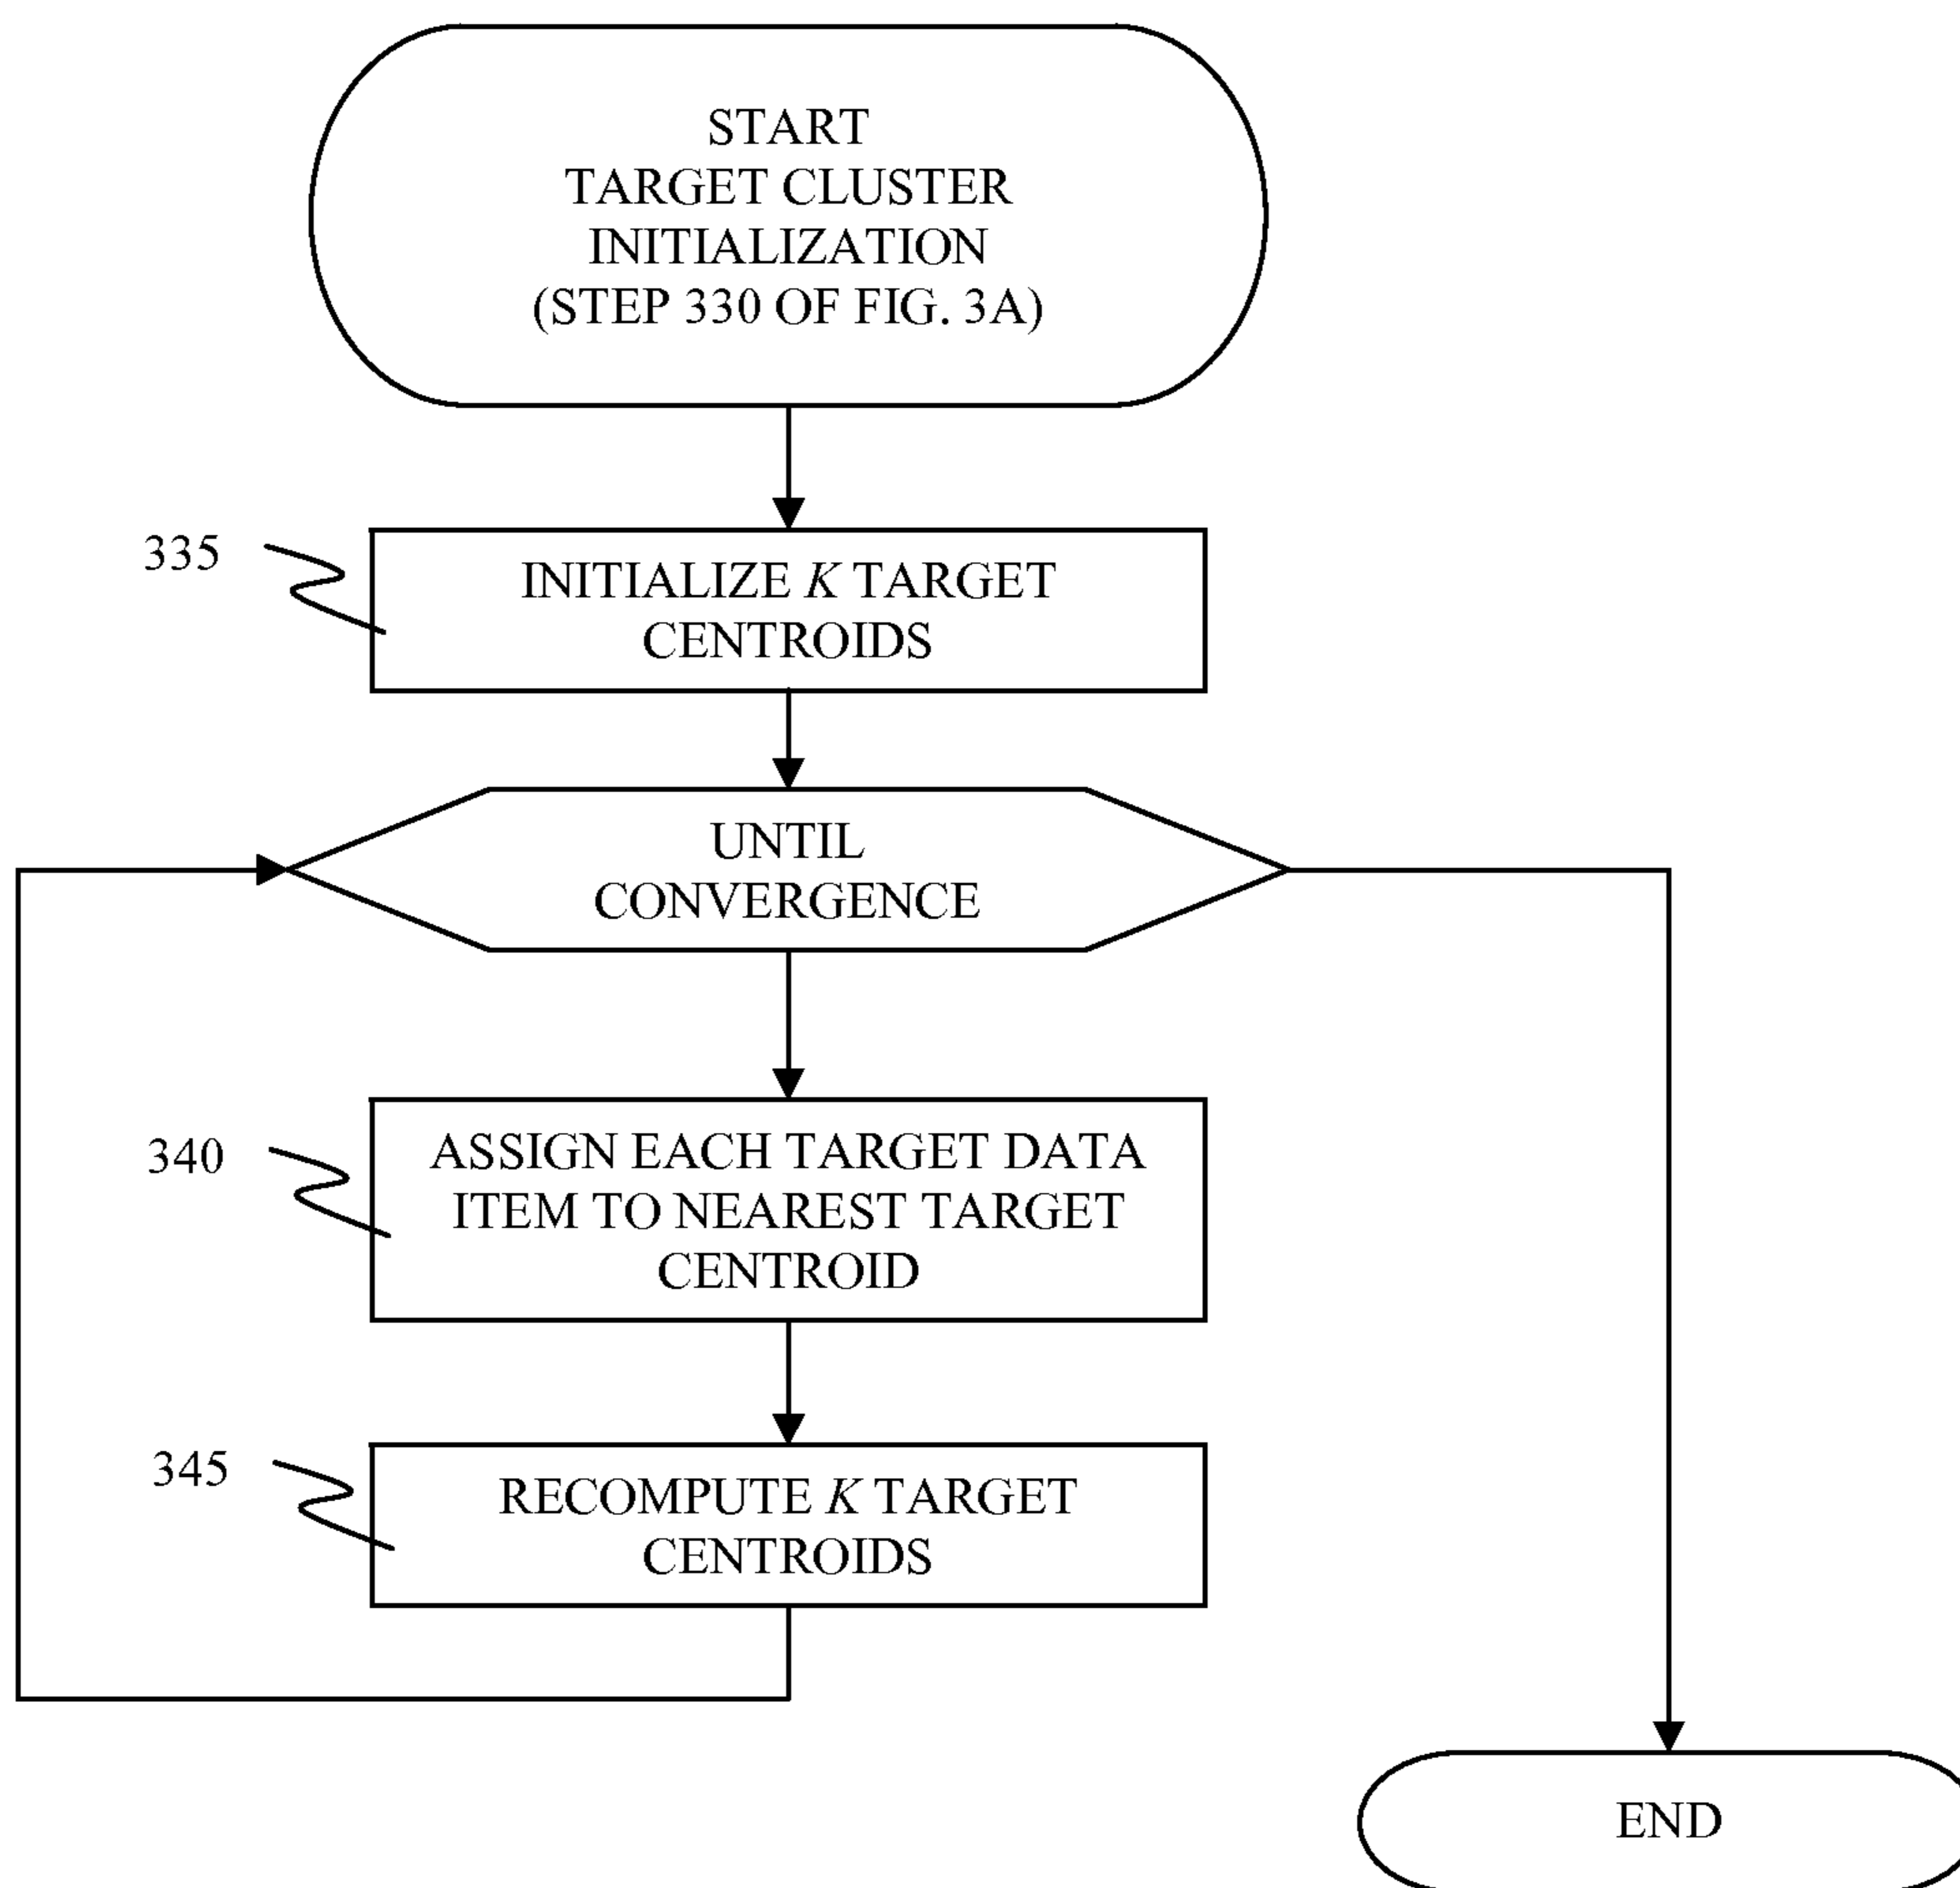 START
TARGET CLUSTER
INITIALIZATION
(STEP 330 OF FIG. 3A)
335
INITIALIZE K TARGET
CENTROIDS
UNTIL
CONVERGENCE
340
ASSIGN EACH TARGET DATA
ITEM TO NEAREST TARGET
CENTROID
345
RECOMPUTE K TARGET
CENTROIDS
END